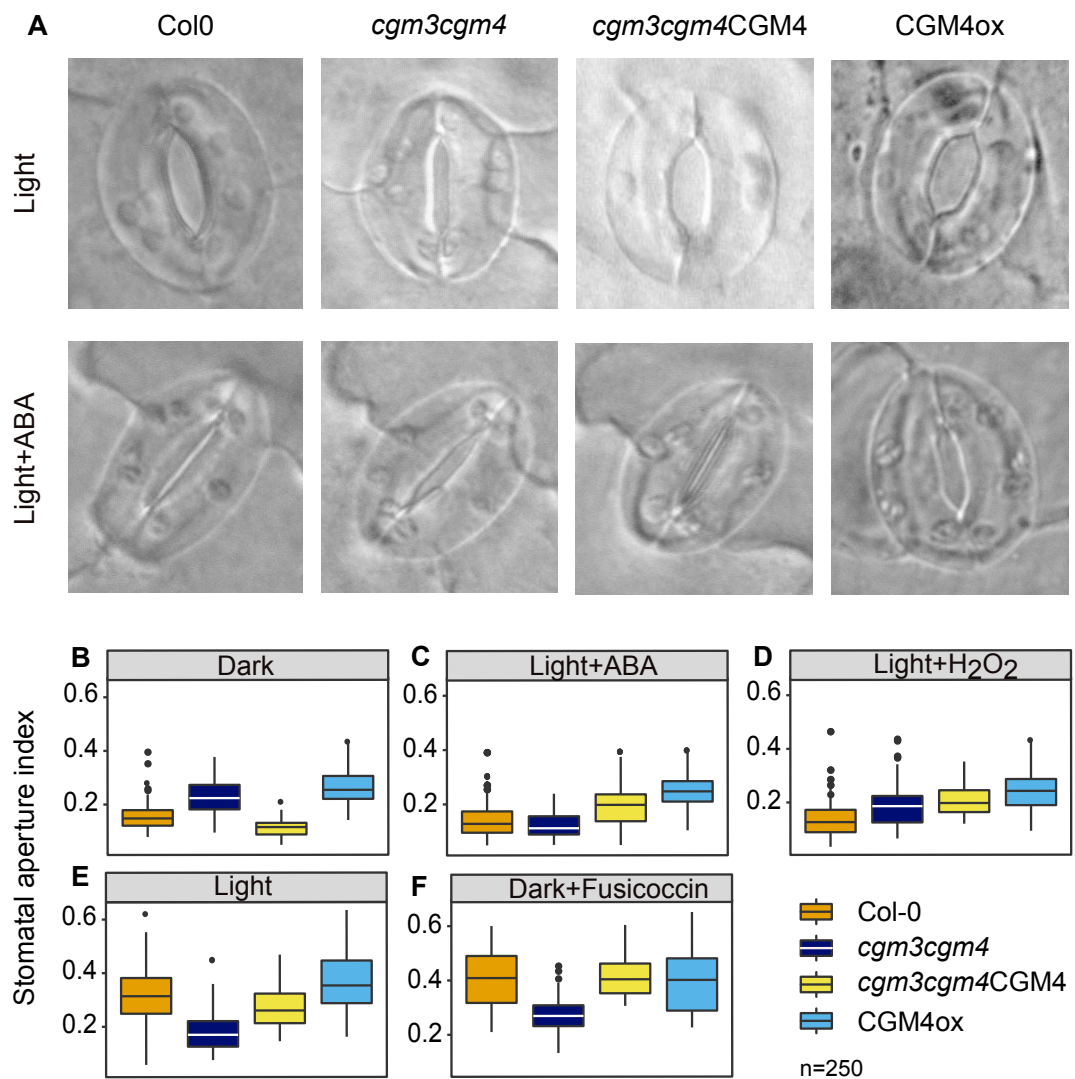 A
Col0
cgm3cgm4
cgm3cgm4CGM4
CGM4ox
Light
Light+ABA
Stomatal aperture index
B
Dark
0.6
0.4
0.2
C
Light+ABA
0.6
0.4
0.2
D
Light+H2O2
0.6
0.4
0.2
E
Light
0.6
0.4
0.2
F
Dark+Fusicoccin
0.6
0.4
0.2
Col-0
cgm3cgm4
cgm3cgm4CGM4
CGM4ox
n=250